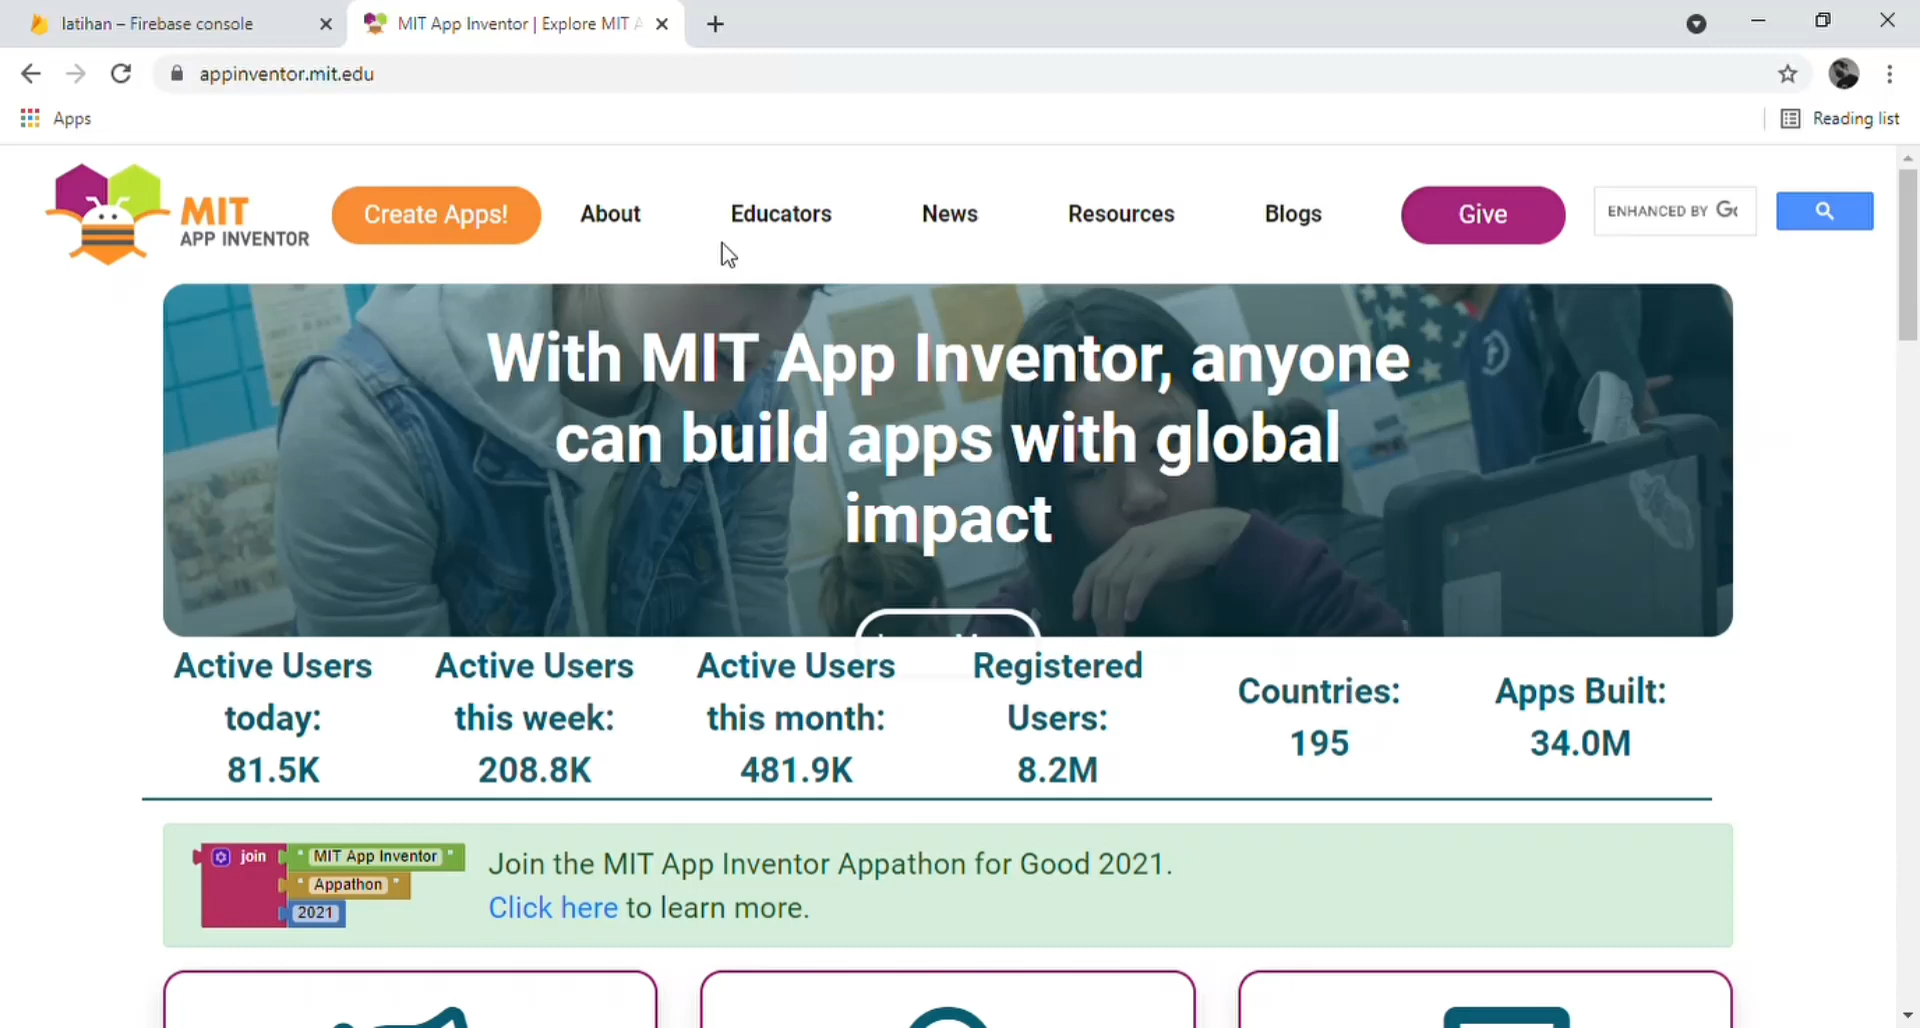 latihan – Firebase console
MIT App Inventor | Explore MIT A
appinventor.mit.edu
Apps
Reading list
MIT
APP INVENTOR
Create Apps!
About
Educators
News
Resources
Blogs
Give
ENHANCED BY
With MIT App Inventor, anyone
can build apps with global
impact
Active Users
today:
81.5K
Active Users
this week:
208.8K
Active Users
this month:
481.9K
Registered
Users:
8.2M
Countries:
195
Apps Built:
34.0M
join
" MIT App Inventor "
" Appathon "
2021
Join the MIT App Inventor Appathon for Good 2021.
Click here to learn more.